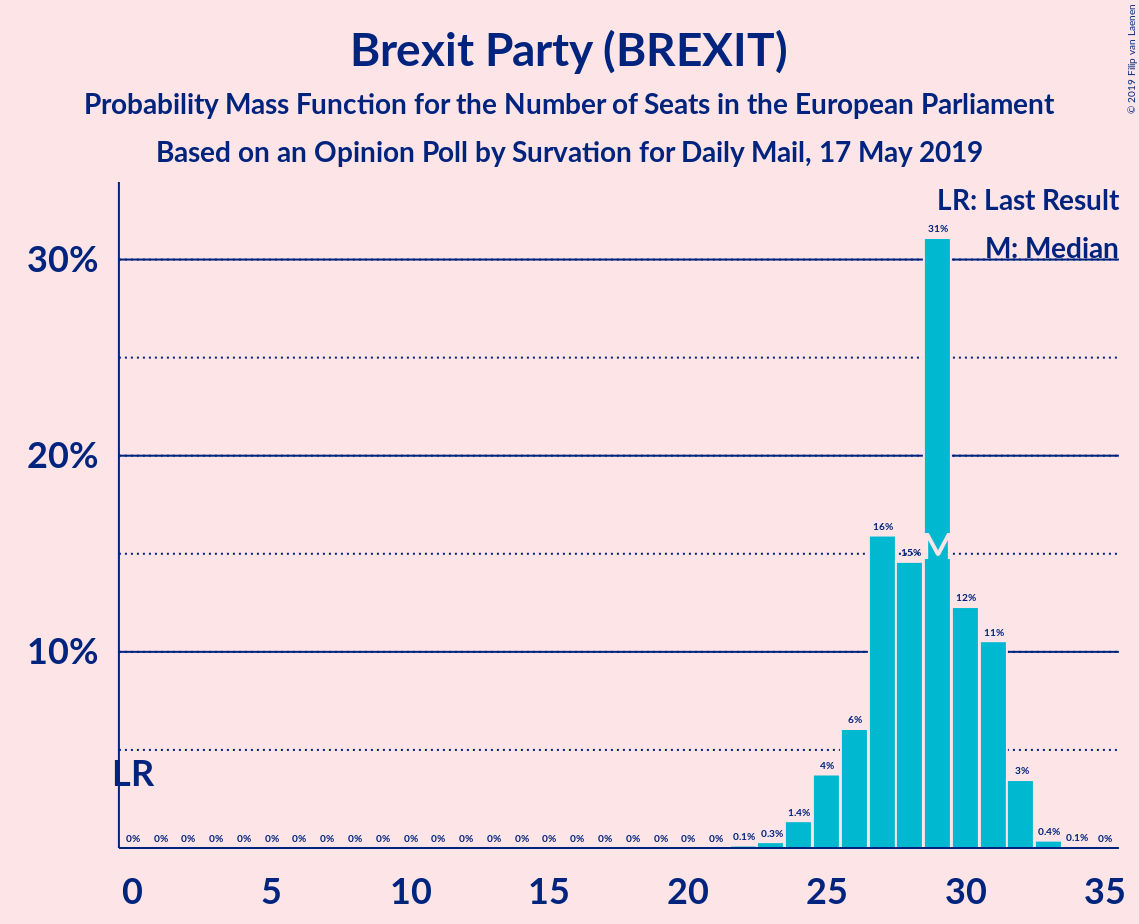 Brexit Party (BREXIT)
Probability Mass Function for the Number of Seats in the European Parliament
Based on an Opinion Poll by Survation for Daily Mail, 17 May 2019
© 2019 Filip van Laenen
LR: Last Result
M: Median
30%
20%
10%
31%
16%
15%
M
12%
11%
6%
4%
3%
LR
0% 0% 0% 0% 0% 0% 0% 0% 0% 0% 0% 0% 0% 0% 0% 0% 0% 0% 0% 0% 0% 0% 0.1% 0.3% 1.4% 0.4% 0.1% 0%
0 5 10 15 20 25 30 35